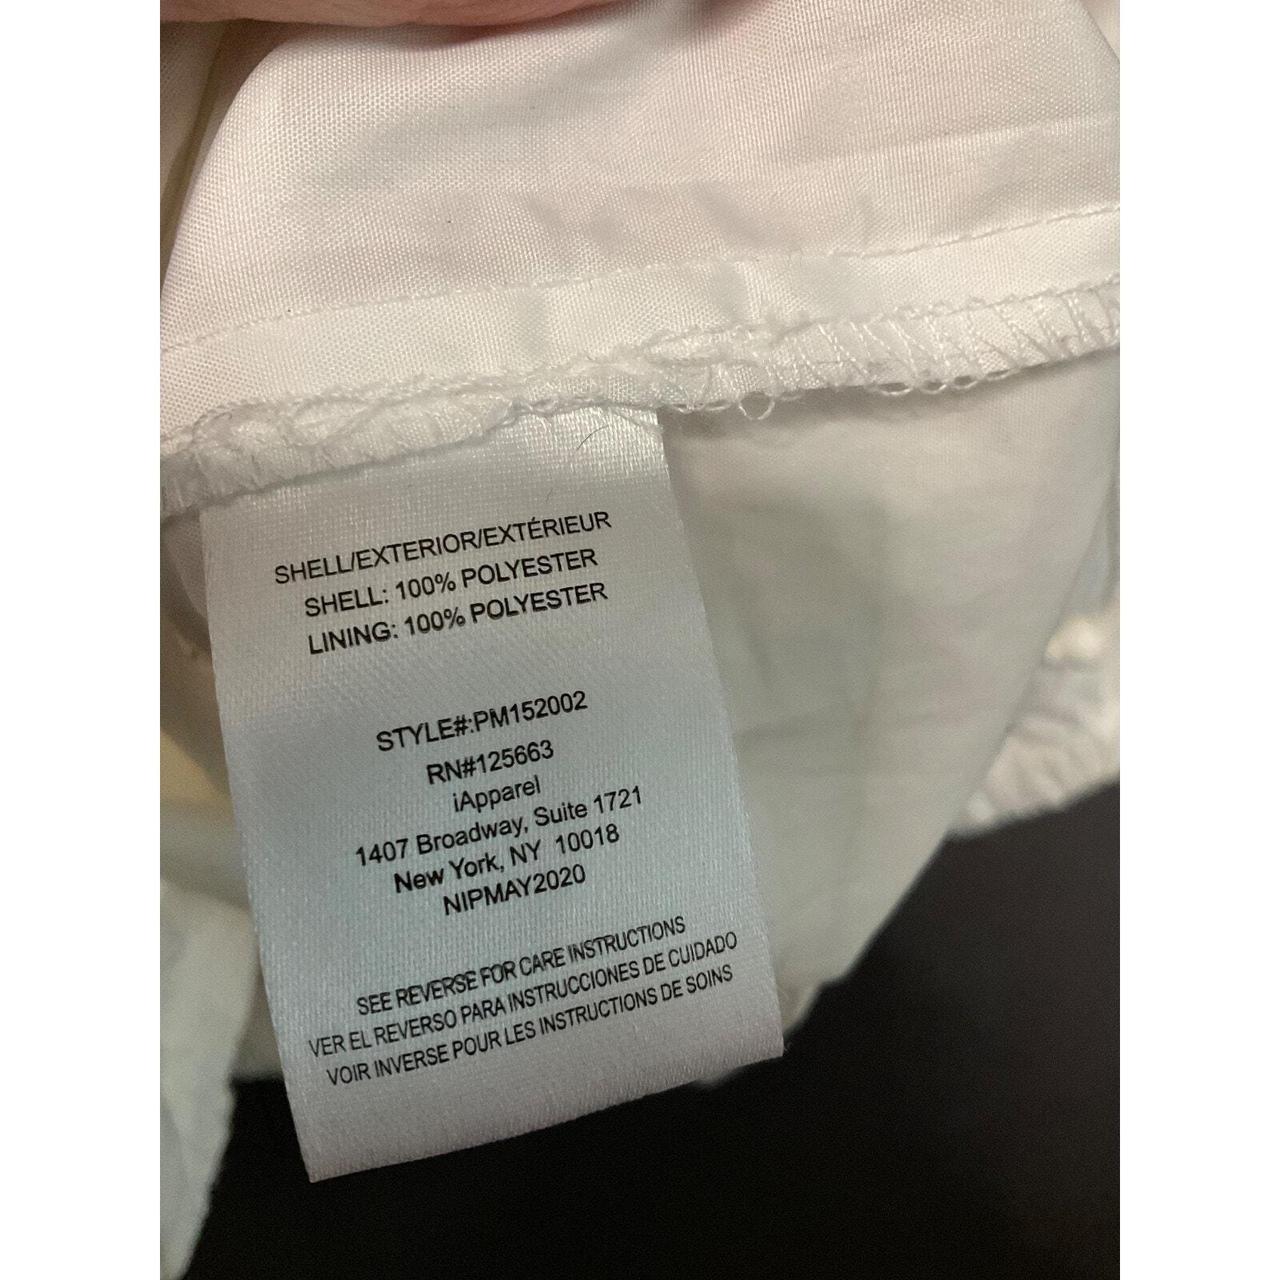 SHELL/EXTERIOR/EXTÉRIEUR
SHELL: 100% POLYESTER
LINING: 100% POLYESTER
STYLE#:PM152002
RN#125663
iApparel
1407 Broadway, Suite 1721
New York, NY 10018
NIPMAY2020
SEE REVERSE FOR CARE INSTRUCTIONS
VER EL REVERSO PARA INSTRUCCIONES DE CUIDADO
VOIR INVERSE POUR LES INSTRUCTIONS DE SOINS